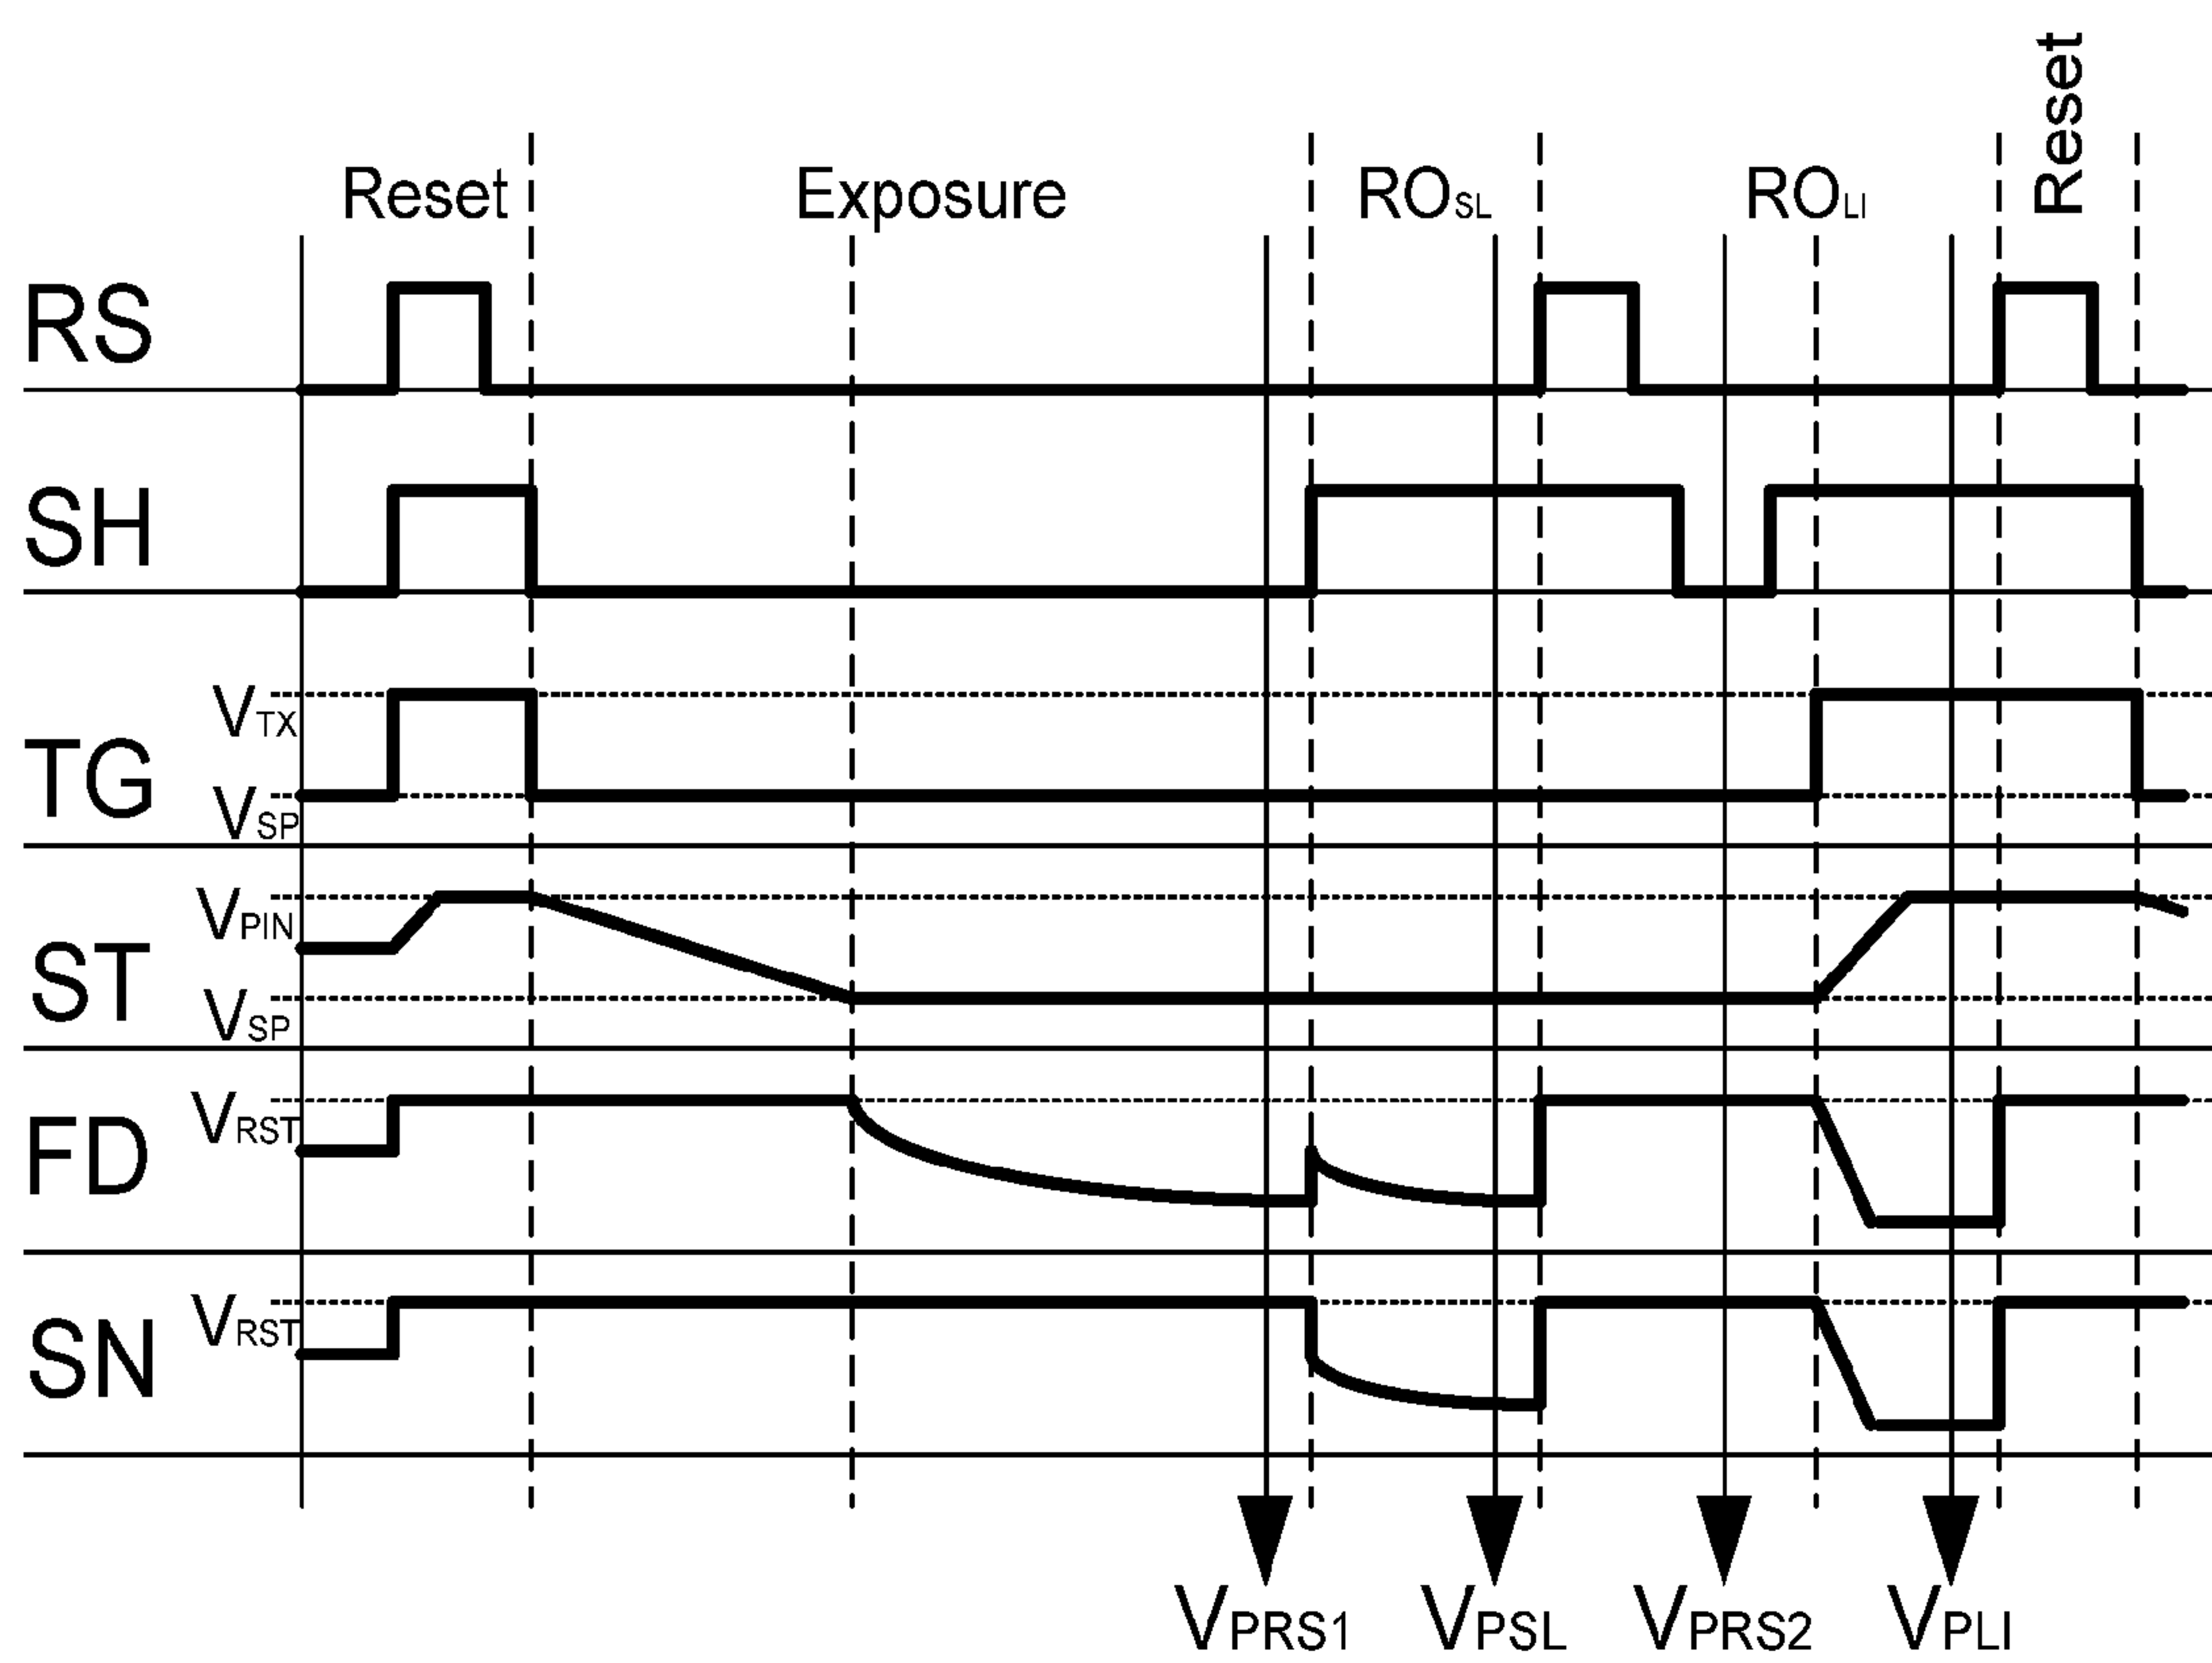 Reset
Exposure
ROSL
ROLI
Reset
RS
SH
VTX
TG
VSP
VPIN
ST
VSP
VRST
FD
VRST
SN
VPRS1
VPSL
VPRS2
VPLI